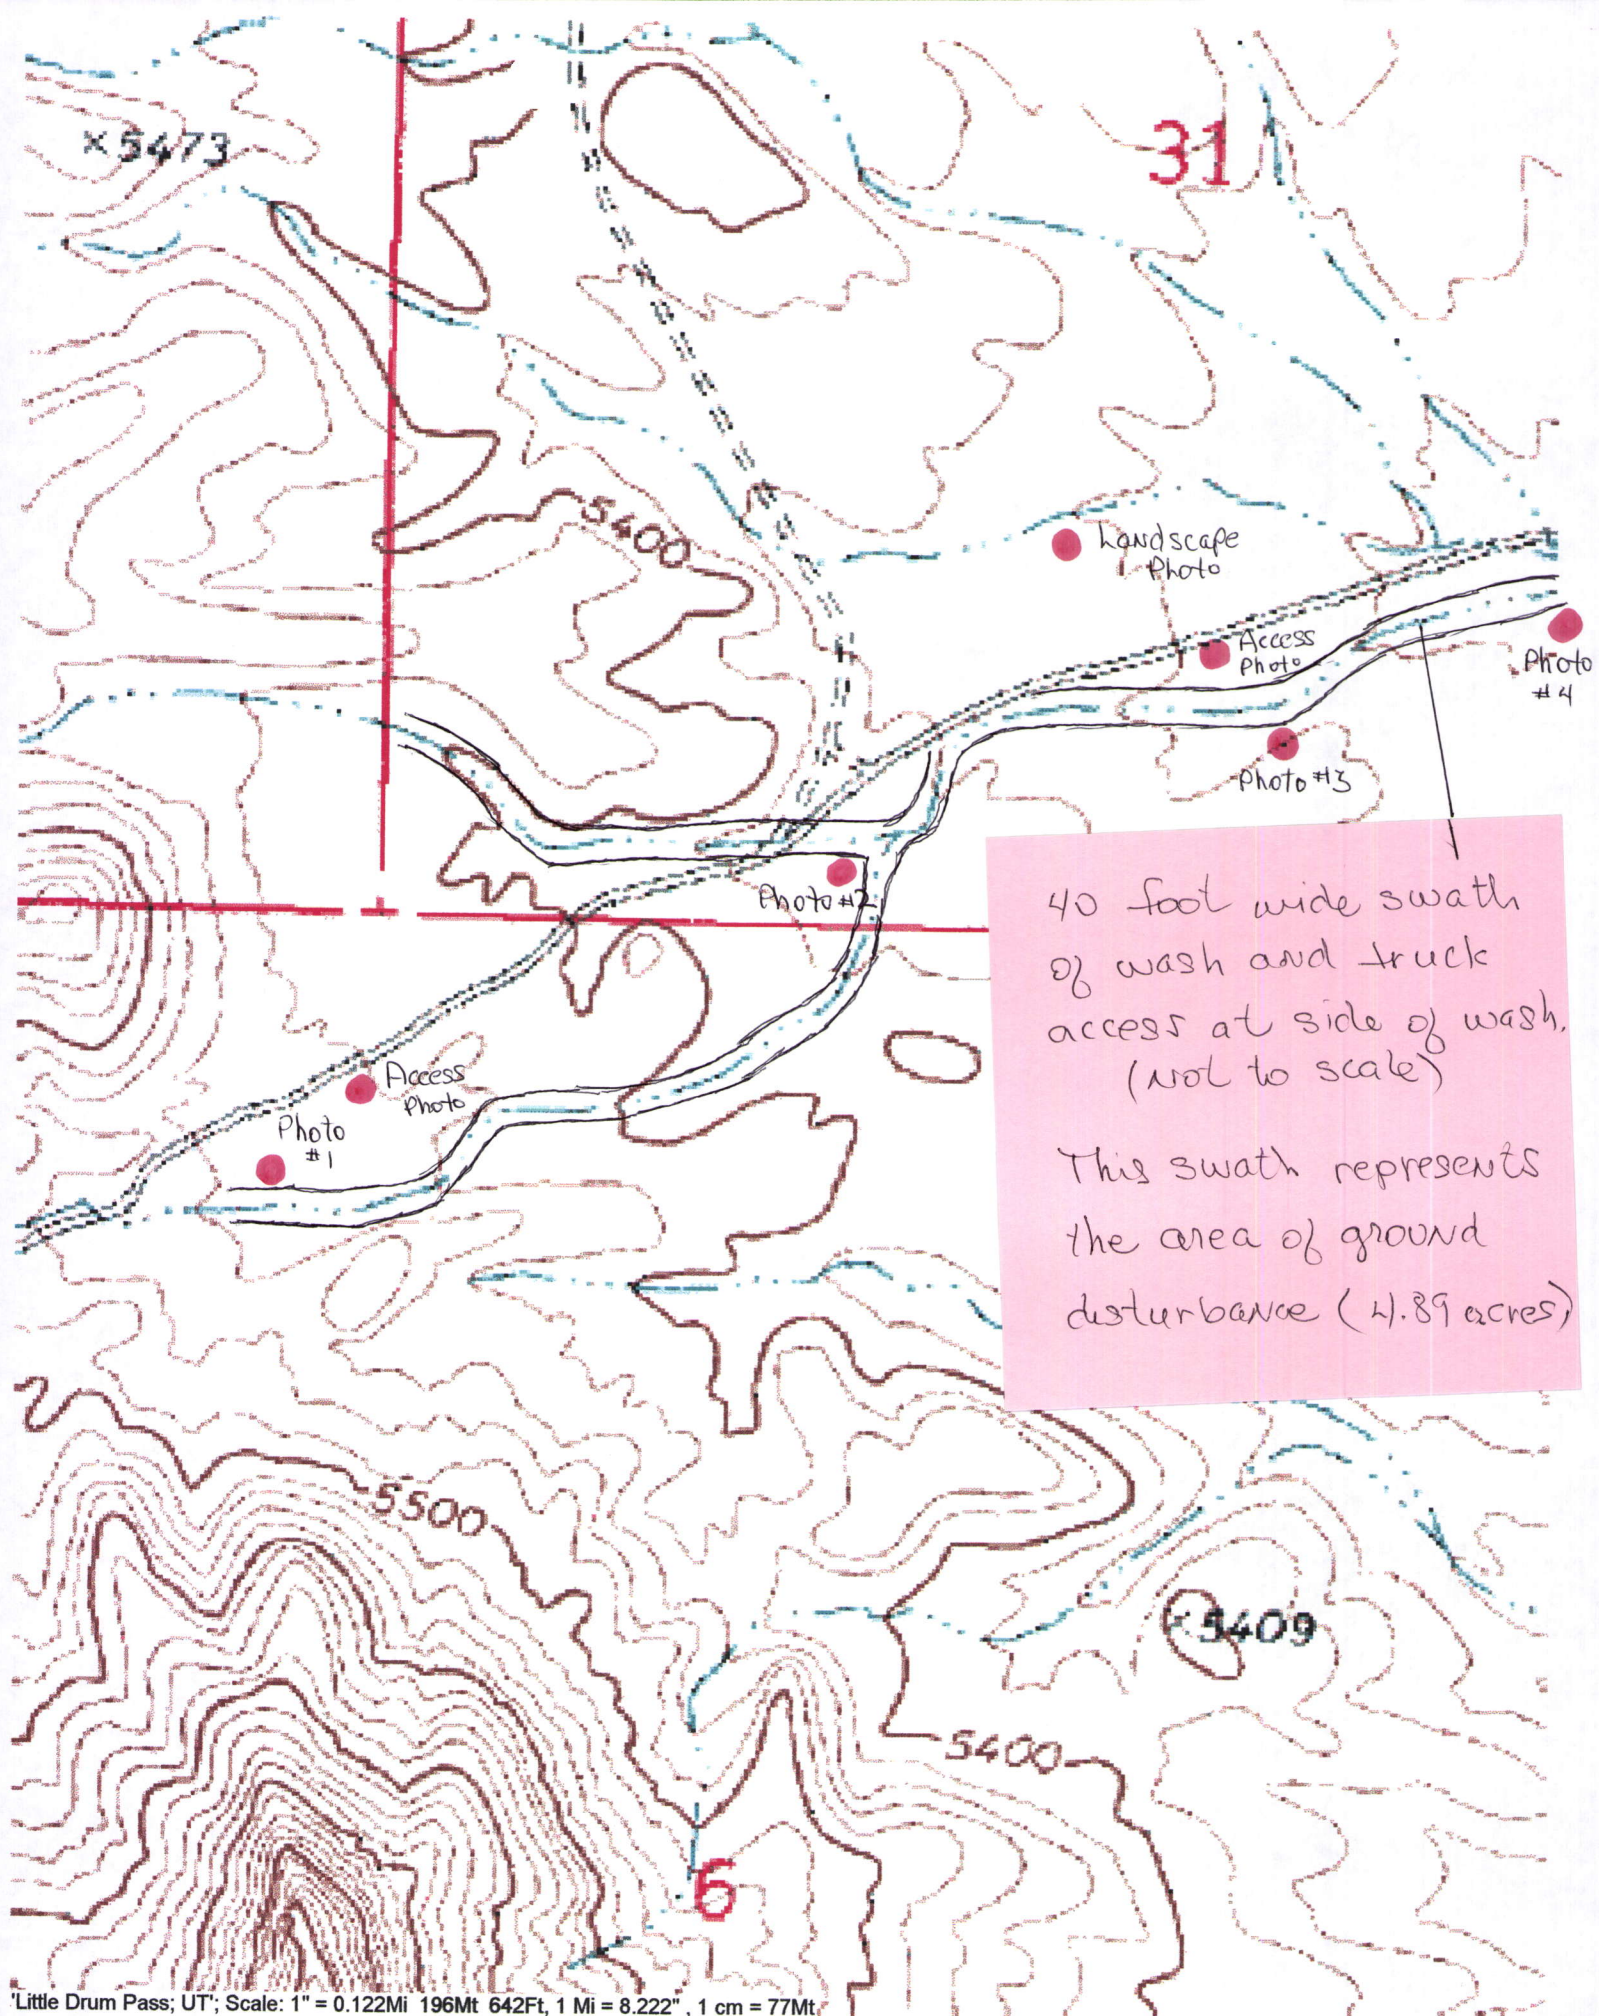 ×5473
31
5400
Landscape
Photo
Access
Photo
Photo
#4
Photo #3
Photo #2
40 foot wide swath
of wash and truck
access at side of wash.
(Not to scale)
This swath represents
the area of ground
disturbance (4.89 acres)
Access
Photo
Photo
#1
5500
×5409
5400
6
'Little Drum Pass; UT'; Scale: 1" = 0.122Mi 196Mt 642Ft, 1 Mi = 8.222" , 1 cm = 77Mt